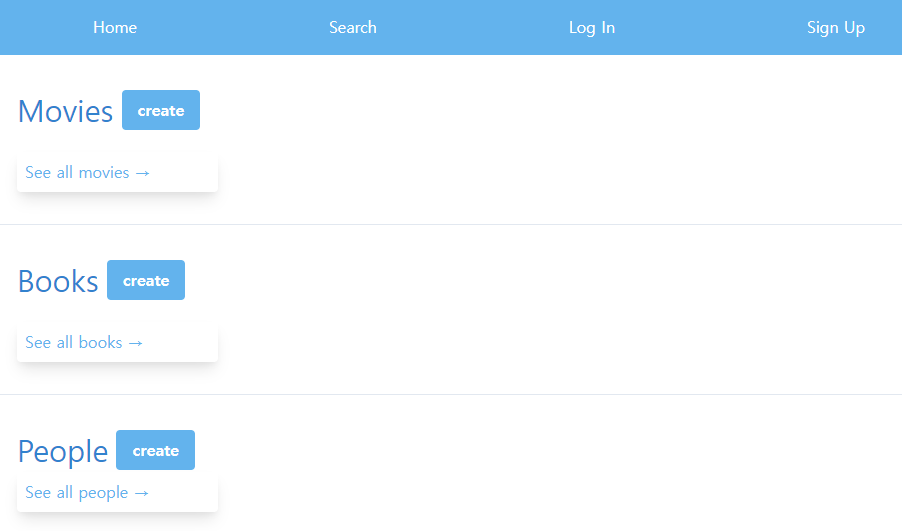 Home Search Log In Sign Up
Movies create
See all movies →
Books create
See all books →
People create
See all people →